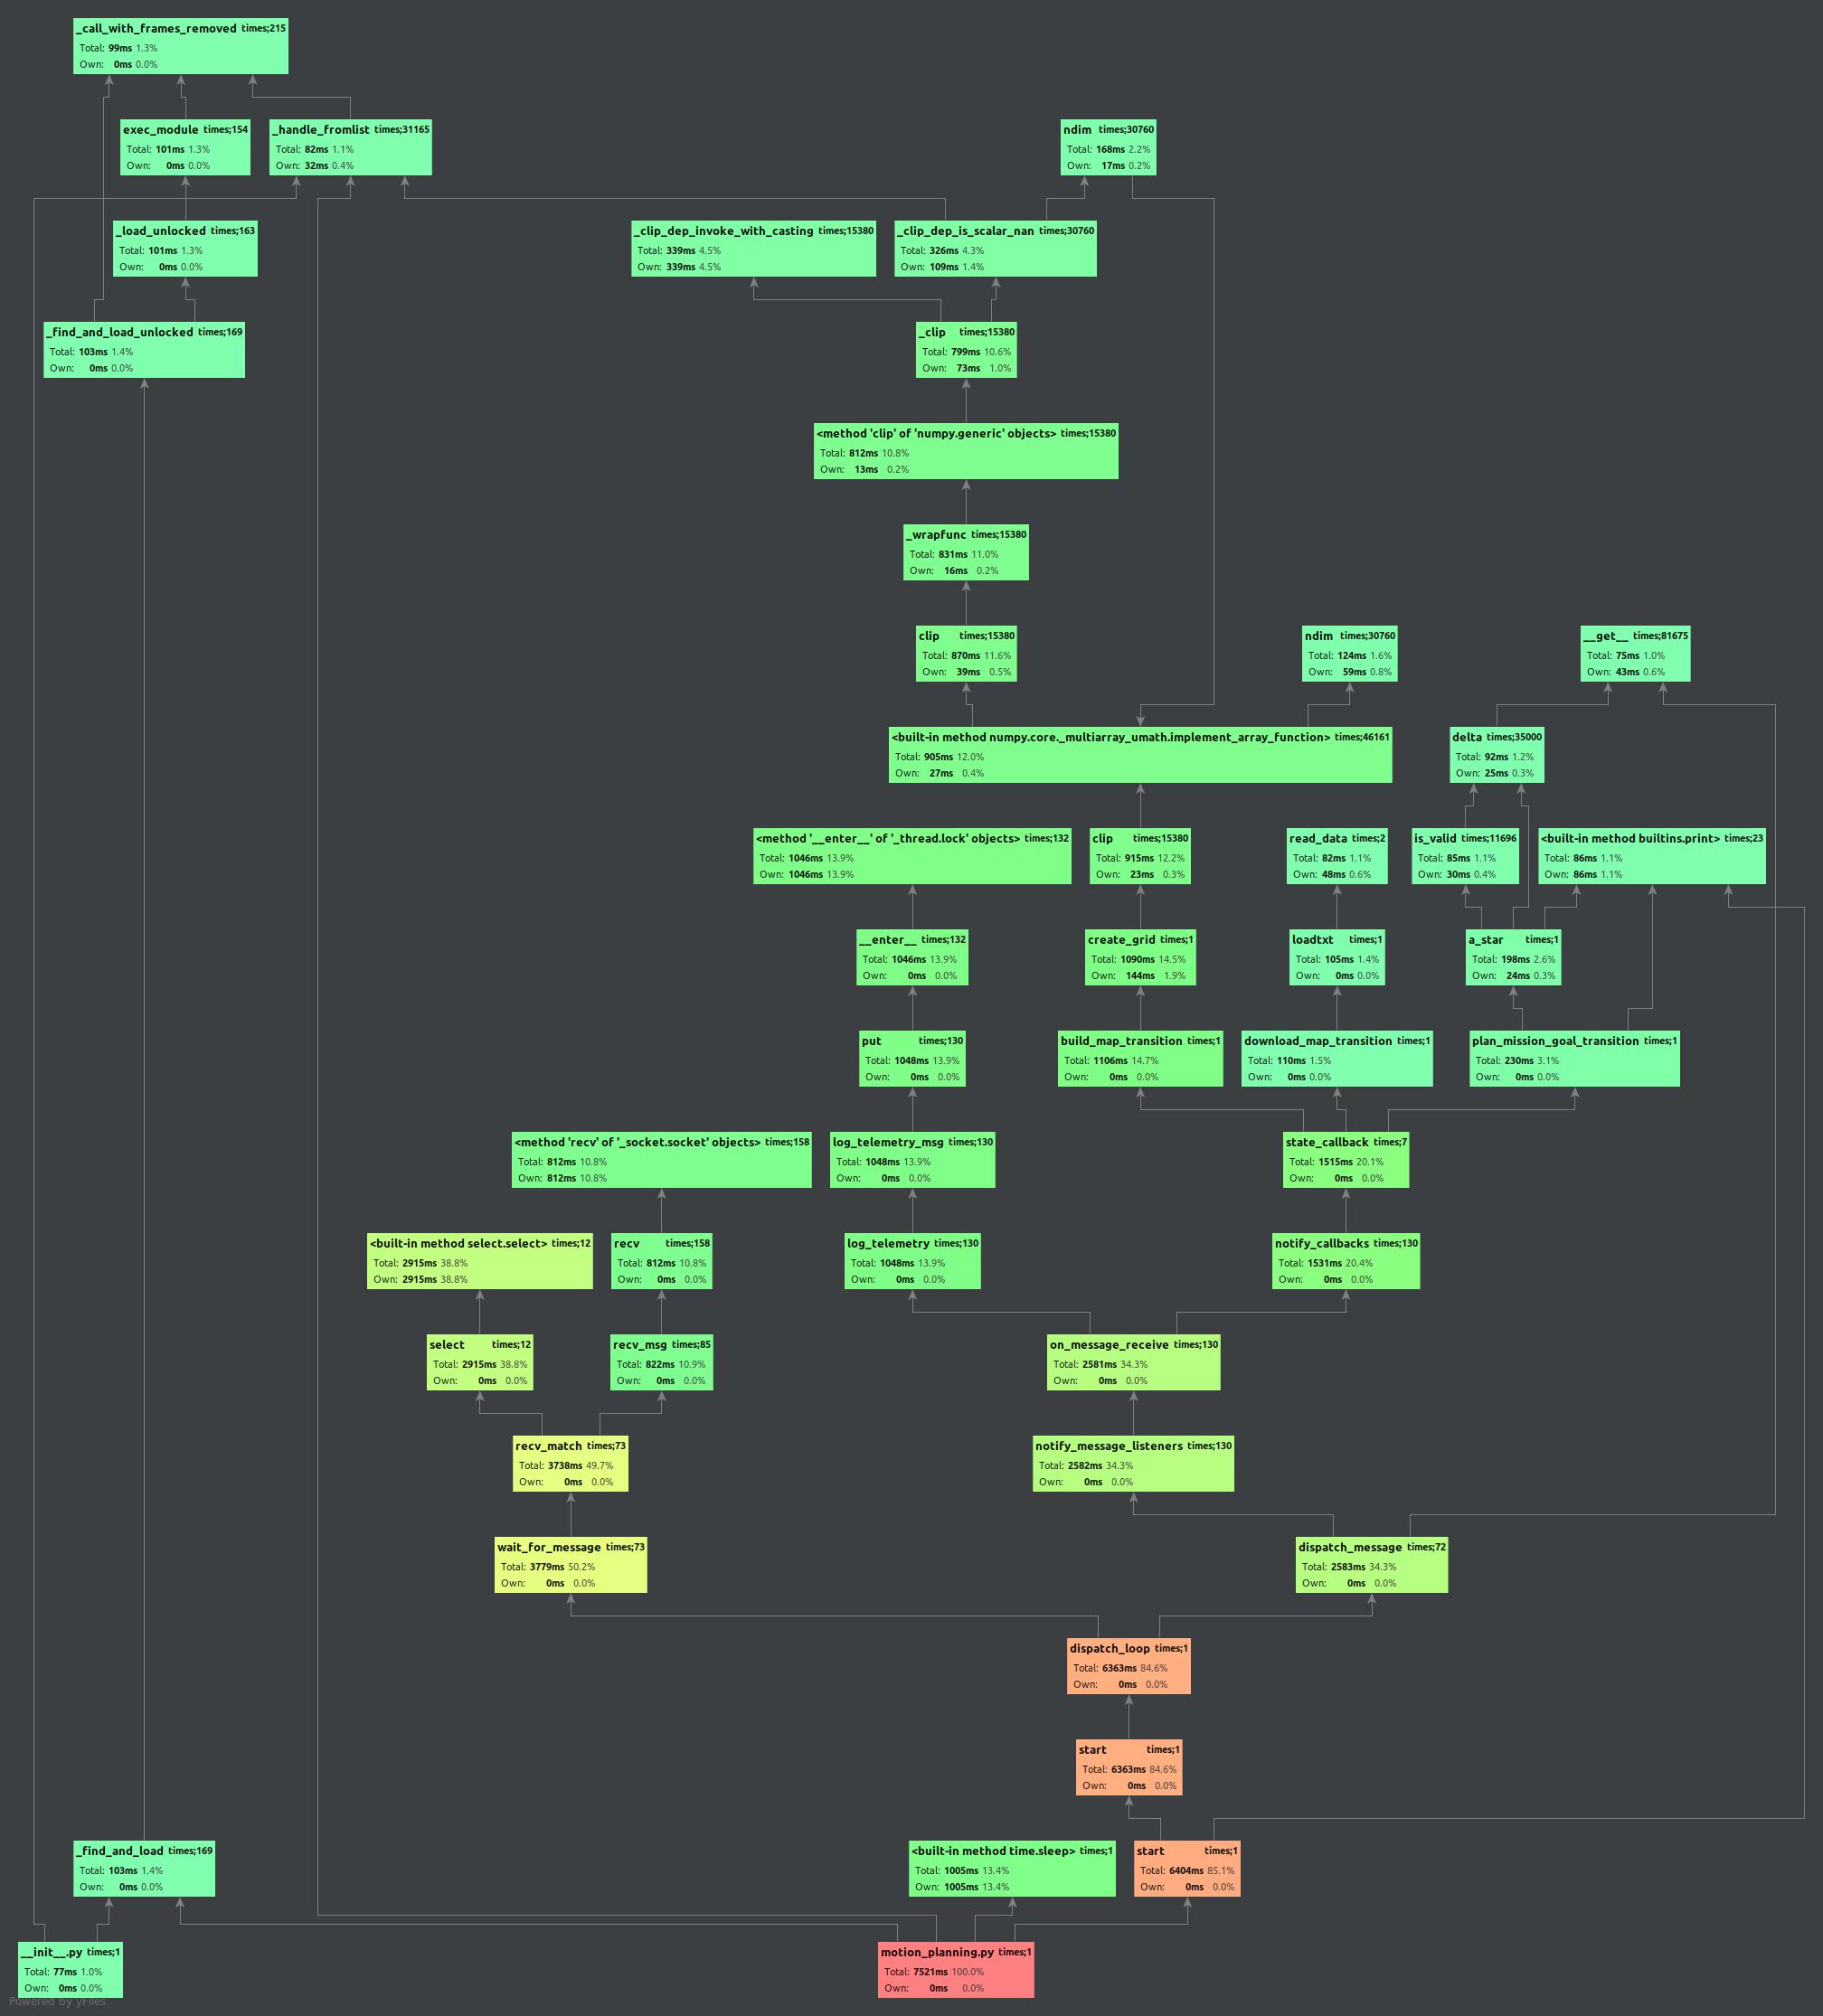 _call_with_frames_removed times;215
Total: 99ms 1.3%
Own: 0ms 0.0%
exec_module times;154
Total: 101ms 1.3%
Own: 0ms 0.0%
_handle_fromlist times;31165
Total: 82ms 1.1%
Own: 32ms 0.4%
ndim times;30760
Total: 168ms 2.2%
Own: 17ms 0.2%
_load_unlocked times;163
Total: 101ms 1.3%
Own: 0ms 0.0%
_clip_dep_invoke_with_casting times;15380
Total: 339ms 4.5%
Own: 339ms 4.5%
_clip_dep_is_scalar_nan times;30760
Total: 326ms 4.3%
Own: 109ms 1.4%
_find_and_load_unlocked times;169
Total: 103ms 1.4%
Own: 0ms 0.0%
_clip times;15380
Total: 799ms 10.6%
Own: 73ms 1.0%
<method 'clip' of 'numpy.generic' objects> times;15380
Total: 812ms 10.8%
Own: 13ms 0.2%
_wrapfunc times;15380
Total: 831ms 11.0%
Own: 16ms 0.2%
clip times;15380
Total: 870ms 11.6%
Own: 39ms 0.5%
ndim times;30760
Total: 124ms 1.6%
Own: 59ms 0.8%
__get__ times;81675
Total: 75ms 1.0%
Own: 43ms 0.6%
<built-in method numpy.core._multiarray_umath.implement_array_function> times;46161
Total: 905ms 12.0%
Own: 27ms 0.4%
delta times;35000
Total: 92ms 1.2%
Own: 25ms 0.3%
<method '__enter__' of '_thread.lock' objects> times;132
Total: 1046ms 13.9%
Own: 1046ms 13.9%
clip times;15380
Total: 915ms 12.2%
Own: 23ms 0.3%
read_data times;2
Total: 82ms 1.1%
Own: 48ms 0.6%
is_valid times;11696
Total: 85ms 1.1%
Own: 30ms 0.4%
<built-in method builtins.print> times;23
Total: 86ms 1.1%
Own: 86ms 1.1%
__enter__ times;132
Total: 1046ms 13.9%
Own: 0ms 0.0%
create_grid times;1
Total: 1090ms 14.5%
Own: 144ms 1.9%
loadtxt times;1
Total: 105ms 1.4%
Own: 0ms 0.0%
a_star times;1
Total: 198ms 2.6%
Own: 24ms 0.3%
put times;130
Total: 1048ms 13.9%
Own: 0ms 0.0%
build_map_transition times;1
Total: 1106ms 14.7%
Own: 0ms 0.0%
download_map_transition times;1
Total: 110ms 1.5%
Own: 0ms 0.0%
plan_mission_goal_transition times;1
Total: 230ms 3.1%
Own: 0ms 0.0%
<method 'recv' of '_socket.socket' objects> times;158
Total: 812ms 10.8%
Own: 812ms 10.8%
log_telemetry_msg times;130
Total: 1048ms 13.9%
Own: 0ms 0.0%
state_callback times;7
Total: 1515ms 20.1%
Own: 0ms 0.0%
<built-in method select.select> times;12
Total: 2915ms 38.8%
Own: 2915ms 38.8%
recv times;158
Total: 812ms 10.8%
Own: 0ms 0.0%
log_telemetry times;130
Total: 1048ms 13.9%
Own: 0ms 0.0%
notify_callbacks times;130
Total: 1531ms 20.4%
Own: 0ms 0.0%
select times;12
Total: 2915ms 38.8%
Own: 0ms 0.0%
recv_msg times;85
Total: 822ms 10.9%
Own: 0ms 0.0%
on_message_receive times;130
Total: 2581ms 34.3%
Own: 0ms 0.0%
recv_match times;73
Total: 3738ms 49.7%
Own: 0ms 0.0%
notify_message_listeners times;130
Total: 2582ms 34.3%
Own: 0ms 0.0%
wait_for_message times;73
Total: 3779ms 50.2%
Own: 0ms 0.0%
dispatch_message times;72
Total: 2583ms 34.3%
Own: 0ms 0.0%
dispatch_loop times;1
Total: 6363ms 84.6%
Own: 0ms 0.0%
start times;1
Total: 6363ms 84.6%
Own: 0ms 0.0%
_find_and_load times;169
Total: 103ms 1.4%
Own: 0ms 0.0%
<built-in method time.sleep> times;1
Total: 1005ms 13.4%
Own: 1005ms 13.4%
start times;1
Total: 6404ms 85.1%
Own: 0ms 0.0%
__init__.py times;1
Total: 77ms 1.0%
Own: 0ms 0.0%
motion_planning.py times;1
Total: 7521ms 100.0%
Own: 0ms 0.0%
Powered by yFiles